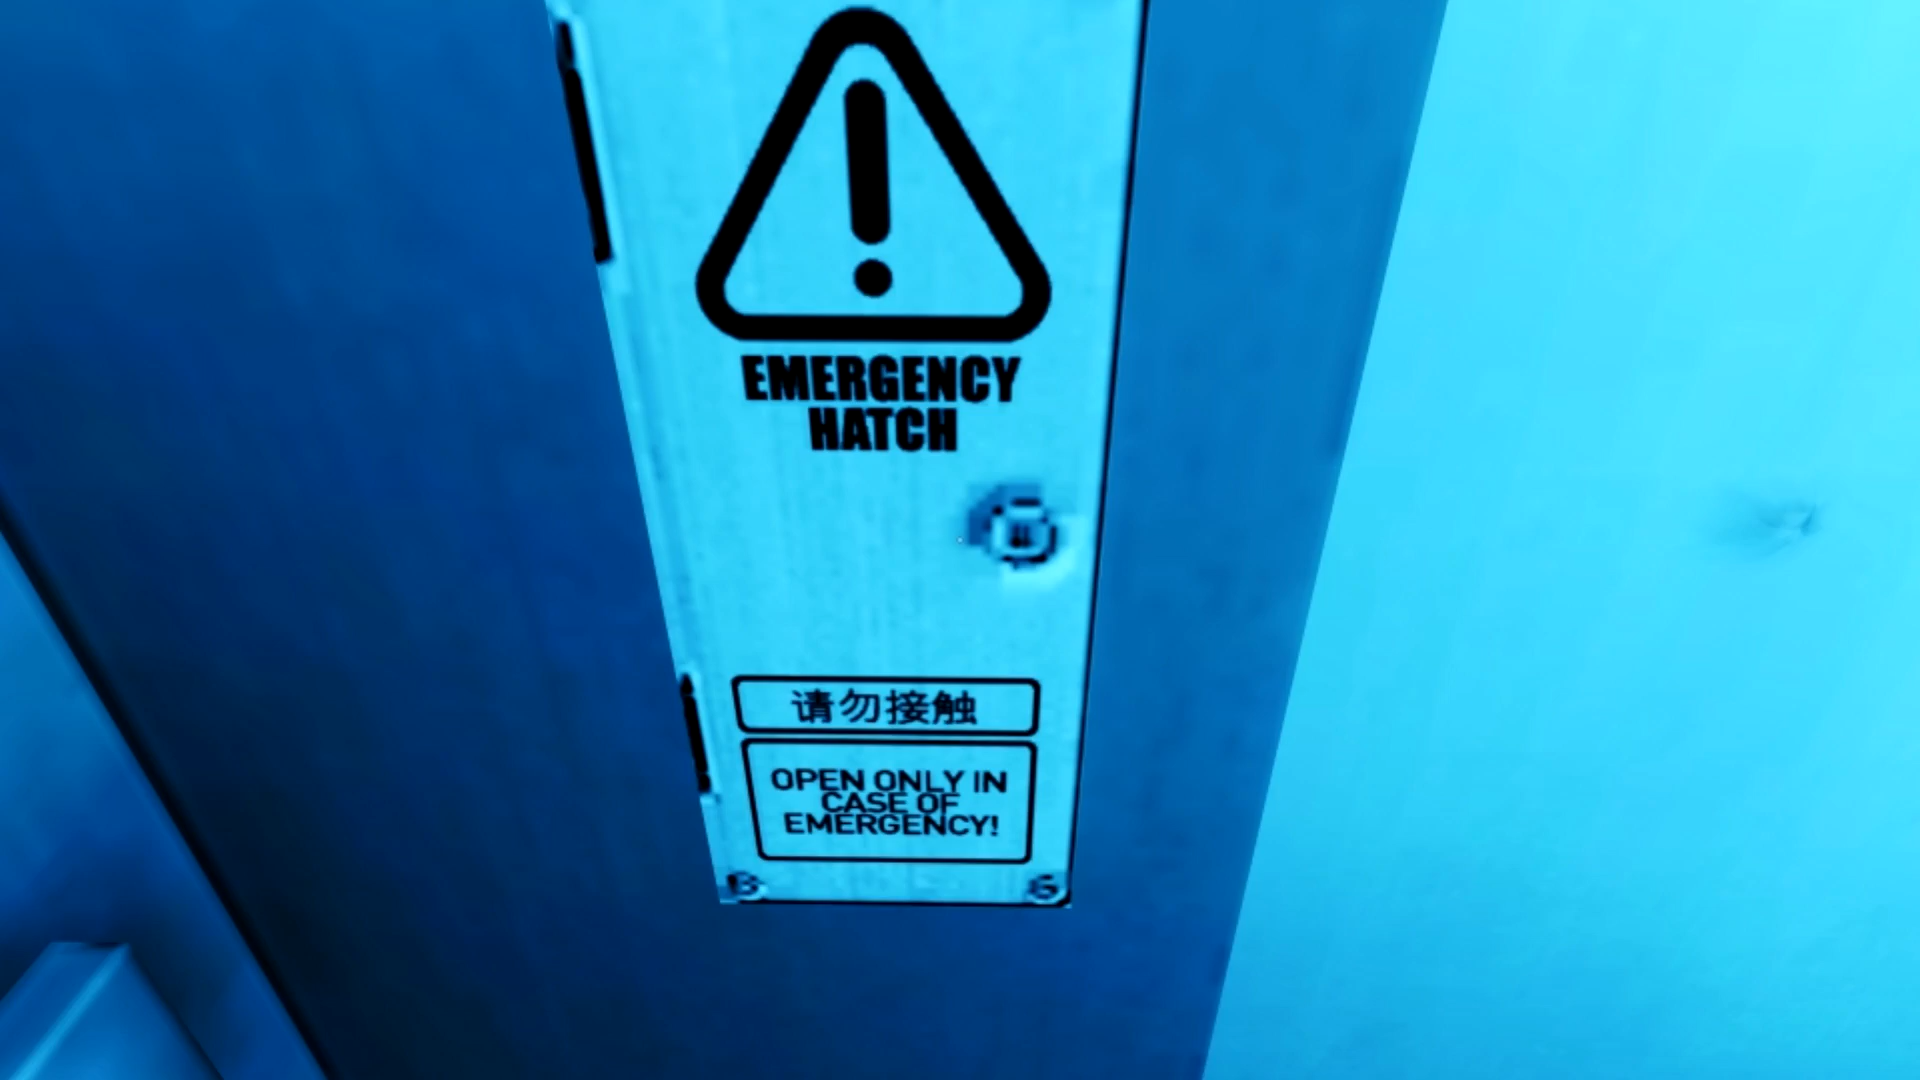 EMERGENCY
HATCH
请勿接触
OPEN ONLY IN
CASE OF
EMERGENCY!